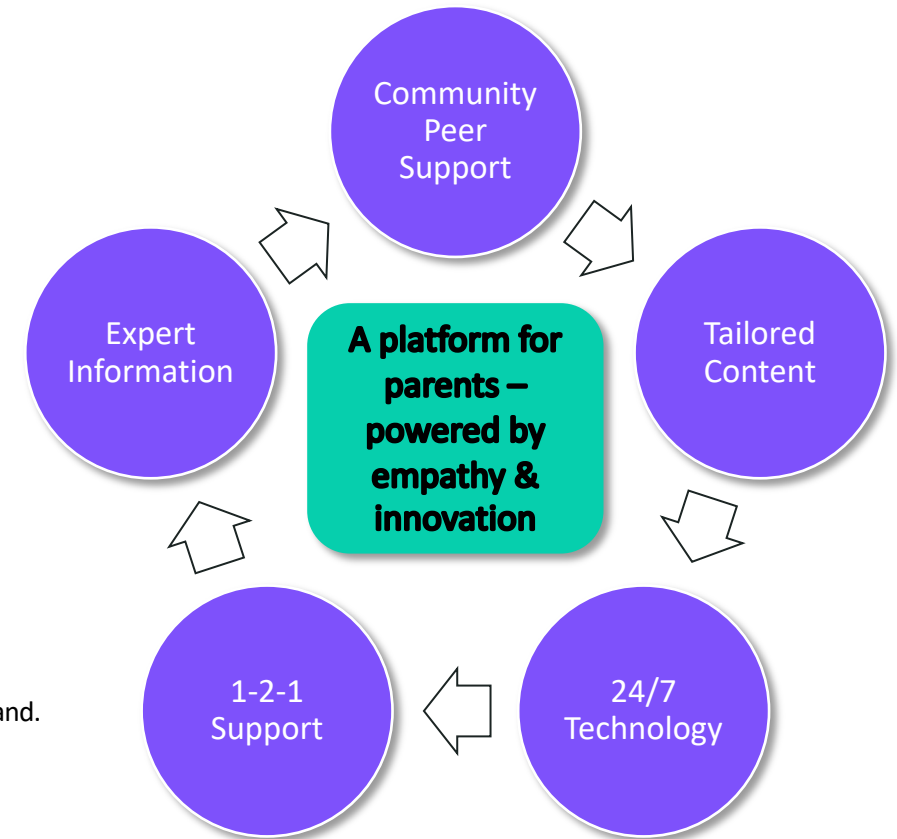 Community
Peer
Support
Expert
Information
A platform for
parents –
powered by
empathy &
innovation
Tailored
Content
1-2-1
Support
24/7
Technology